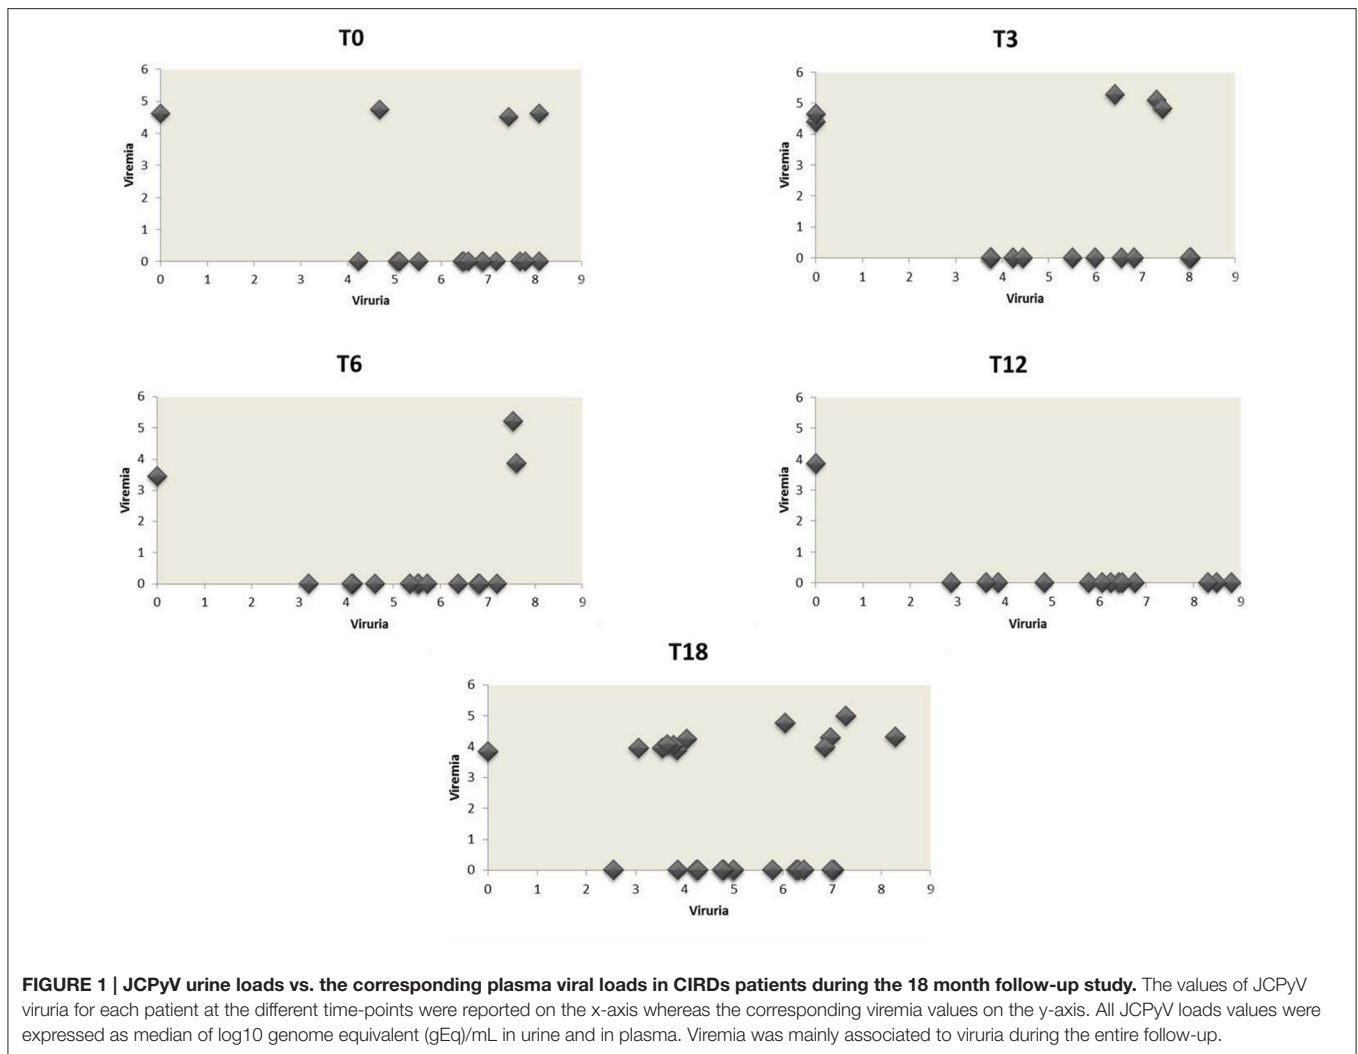 T0
6
5
4
3
2
1
0
Viremia
0 1 2 3 4 5 6 7 8 9
Viruria
T3
6
5
4
3
2
1
0
Viremia
0 1 2 3 4 5 6 7 8 9
Viruria
T6
6
5
4
3
2
1
0
Viremia
0 1 2 3 4 5 6 7 8 9
Viruria
T12
6
5
4
3
2
1
0
Viremia
0 1 2 3 4 5 6 7 8 9
Viruria
T18
6
5
4
3
2
1
0
Viremia
0 1 2 3 4 5 6 7 8 9
Viruria
FIGURE 1 | JCPyV urine loads vs. the corresponding plasma viral loads in CIRDs patients during the 18 month follow-up study. The values of JCPyV
viruria for each patient at the different time-points were reported on the x-axis whereas the corresponding viremia values on the y-axis. All JCPyV loads values were
expressed as median of log10 genome equivalent (gEq)/mL in urine and in plasma. Viremia was mainly associated to viruria during the entire follow-up.